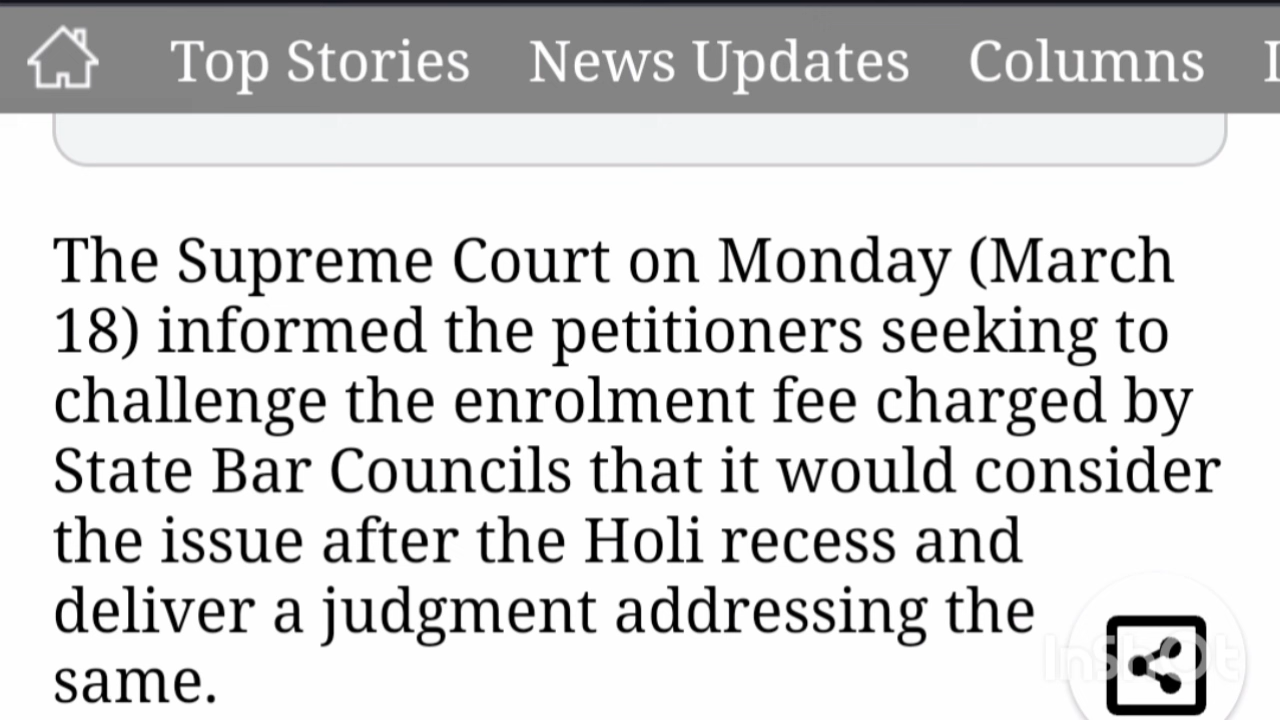 Top Stories News Updates Columns
The Supreme Court on Monday (March
18) informed the petitioners seeking to
challenge the enrolment fee charged by
State Bar Councils that it would consider
the issue after the Holi recess and
deliver a judgment addressing the
same.
InShOt